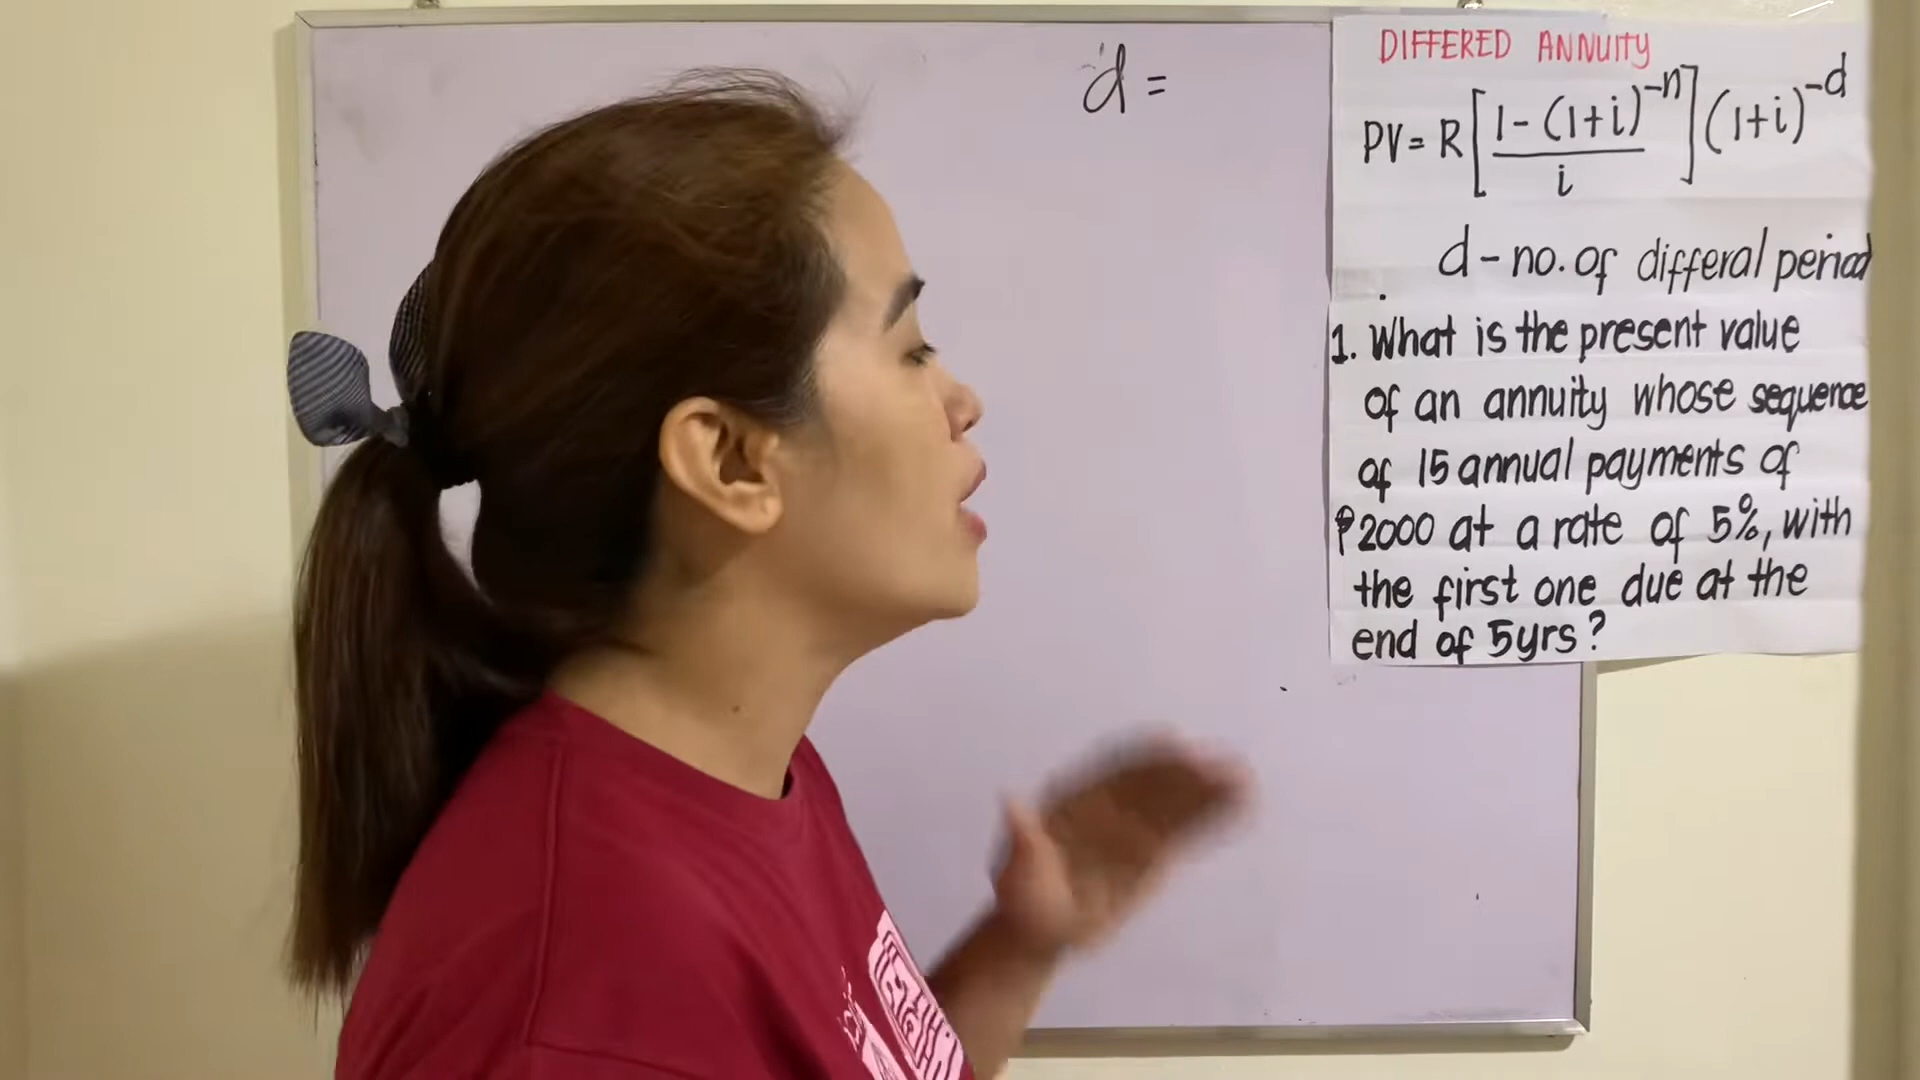 d =
DIFFERED ANNUITY
PV = R [ 1 - (1+i)^-n / i ] (1+i)^-d
d - no. of differal period
1. What is the present value
of an annuity whose sequence
of 15 annual payments of
₱2000 at a rate of 5%, with
the first one due at the
end of 5yrs?